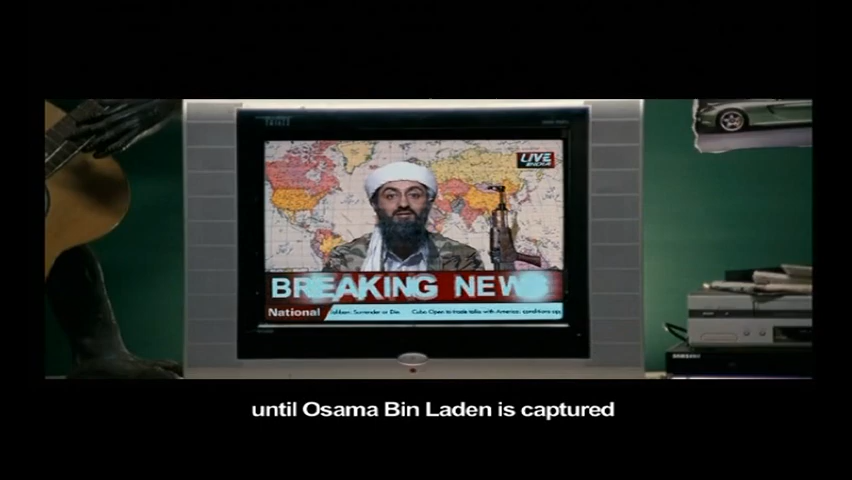 LIVE
BREAKING NEWS
National
Surrender or Die.
Cuba Open to trade talks with America; conditions
until Osama Bin Laden is captured
SAMSUNG